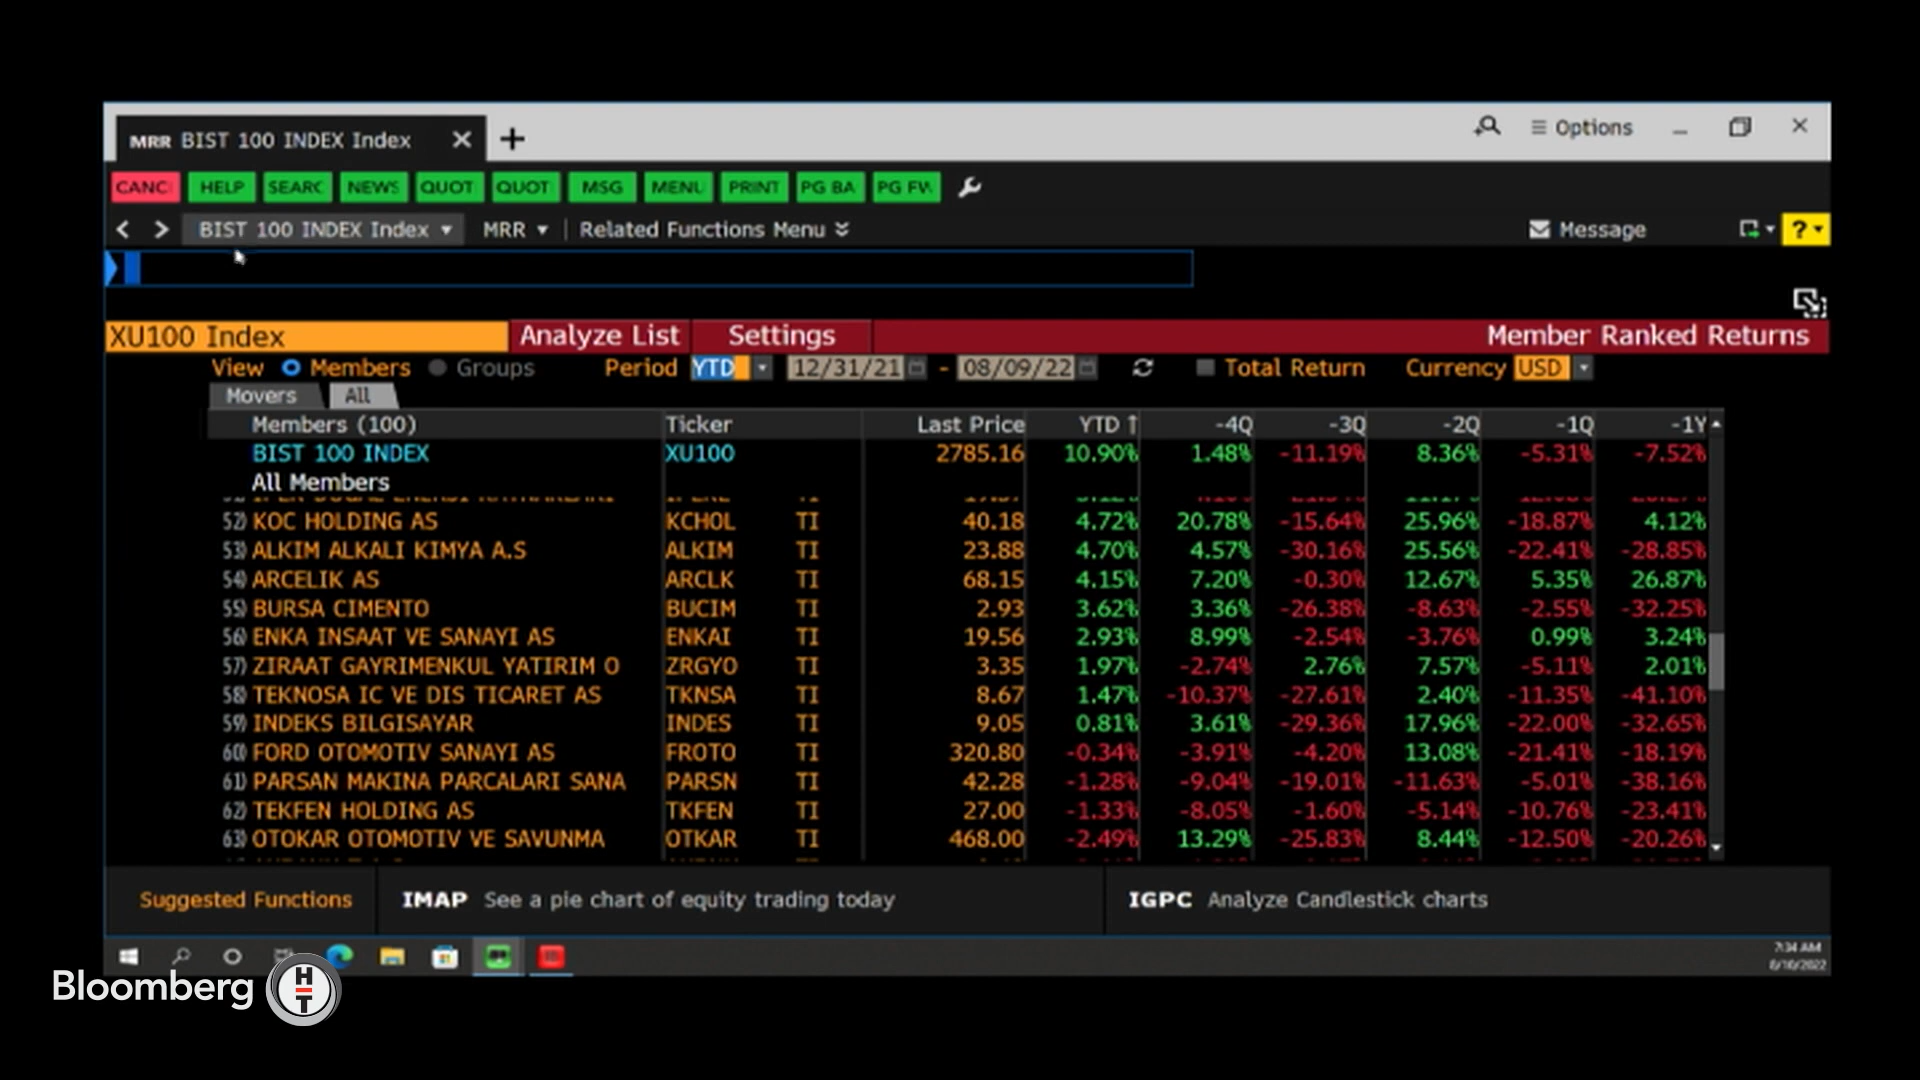 MRR BIST 100 INDEX Index
Options
CANC HELP SEARC NEWS QUOT QUOT MSG MENU PRINT PG BA PG FW
BIST 100 INDEX Index MRR Related Functions Menu Message ?
XU100 Index Analyze List Settings Member Ranked Returns
View Members Groups Period YTD 12/31/21 - 08/09/22 Total Return Currency USD
Movers All
Members (100) Ticker Last Price YTD ↑ -4Q -3Q -2Q -1Q -1Y
BIST 100 INDEX XU100 2785.16 10.90% 1.48% -11.19% 8.36% -5.31% -7.52%
All Members
52) KOC HOLDING AS KCHOL TI 40.18 4.72% 20.78% -15.64% 25.96% -18.87% 4.12%
53) ALKIM ALKALI KIMYA A.S ALKIM TI 23.88 4.70% 4.57% -30.16% 25.56% -22.41% -28.85%
54) ARCELIK AS ARCLK TI 68.15 4.15% 7.20% -0.30% 12.67% 5.35% 26.87%
55) BURSA CIMENTO BUCIM TI 2.93 3.62% 3.36% -26.38% -8.63% -2.55% -32.25%
56) ENKA INSAAT VE SANAYI AS ENKAI TI 19.56 2.93% 8.99% -2.54% -3.76% 0.99% 3.24%
57) ZIRAAT GAYRIMENKUL YATIRIM O ZRGYO TI 3.35 1.97% -2.74% 2.76% 7.57% -5.11% 2.01%
58) TEKNOSA IC VE DIS TICARET AS TKNSA TI 8.67 1.47% -10.37% -27.61% 2.40% -11.35% -41.10%
59) INDEKS BILGISAYAR INDES TI 9.05 0.81% 3.61% -29.36% 17.96% -22.00% -32.65%
60) FORD OTOMOTIV SANAYI AS FROTO TI 320.80 -0.34% -3.91% -4.20% 13.08% -21.41% -18.19%
61) PARSAN MAKINA PARCALARI SANA PARSN TI 42.28 -1.28% -9.04% -19.01% -11.63% -5.01% -38.16%
62) TEKFEN HOLDING AS TKFEN TI 27.00 -1.33% -8.05% -1.60% -5.14% -10.76% -23.41%
63) OTOKAR OTOMOTIV VE SAVUNMA OTKAR TI 468.00 -2.49% 13.29% -25.83% 8.44% -12.50% -20.26%
Suggested Functions IMAP See a pie chart of equity trading today IGPC Analyze Candlestick charts
7:34 AM
8/10/2022
Bloomberg HT